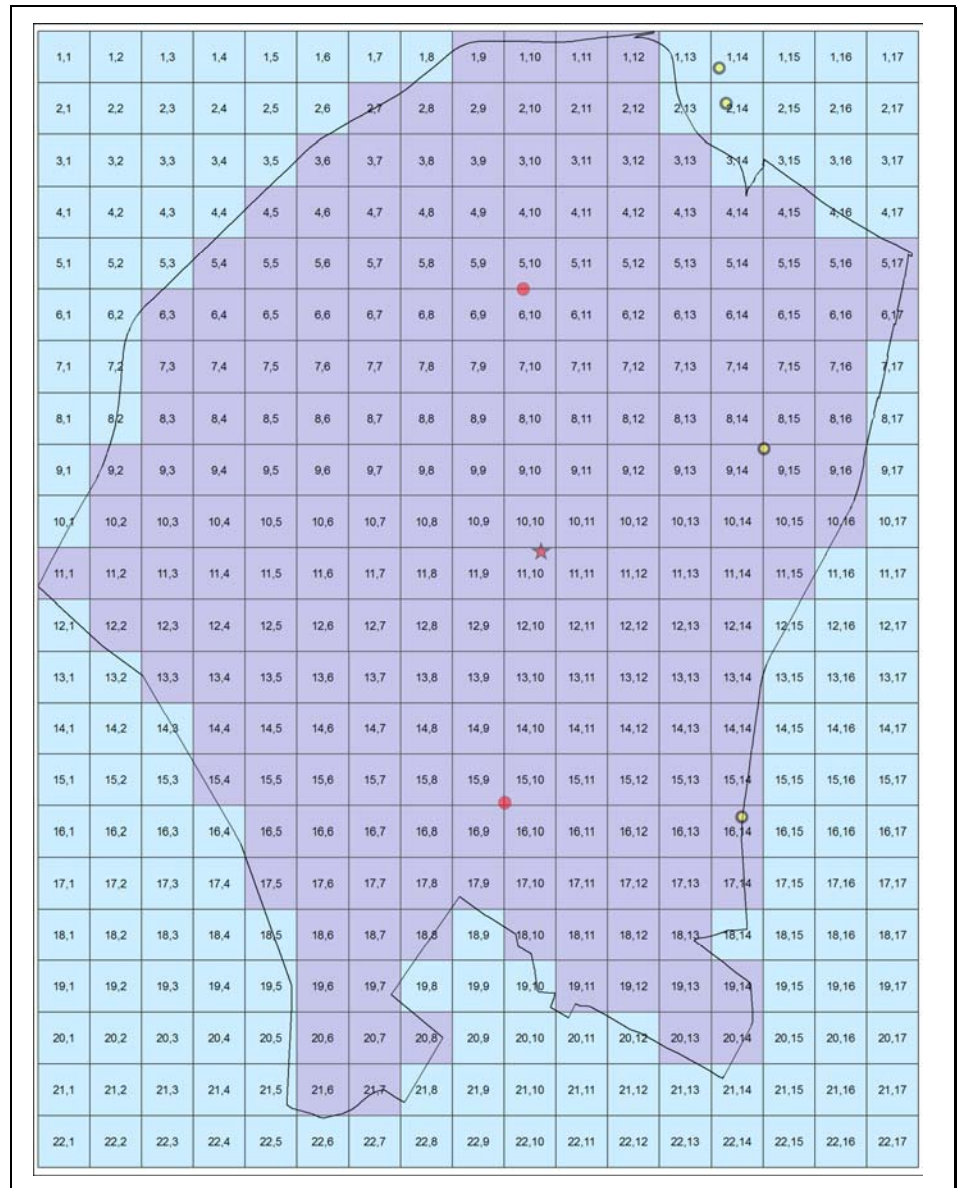 1,1 1,2 1,3 1,4 1,5 1,6 1,7 1,8 1,9 1,10 1,11 1,12 1,13 1,14 1,15 1,16 1,17
2,1 2,2 2,3 2,4 2,5 2,6 2,7 2,8 2,9 2,10 2,11 2,12 2,13 2,14 2,15 2,16 2,17
3,1 3,2 3,3 3,4 3,5 3,6 3,7 3,8 3,9 3,10 3,11 3,12 3,13 3,14 3,15 3,16 3,17
4,1 4,2 4,3 4,4 4,5 4,6 4,7 4,8 4,9 4,10 4,11 4,12 4,13 4,14 4,15 4,16 4,17
5,1 5,2 5,3 5,4 5,5 5,6 5,7 5,8 5,9 5,10 5,11 5,12 5,13 5,14 5,15 5,16 5,17
6,1 6,2 6,3 6,4 6,5 6,6 6,7 6,8 6,9 6,10 6,11 6,12 6,13 6,14 6,15 6,16 6,17
7,1 7,2 7,3 7,4 7,5 7,6 7,7 7,8 7,9 7,10 7,11 7,12 7,13 7,14 7,15 7,16 7,17
8,1 8,2 8,3 8,4 8,5 8,6 8,7 8,8 8,9 8,10 8,11 8,12 8,13 8,14 8,15 8,16 8,17
9,1 9,2 9,3 9,4 9,5 9,6 9,7 9,8 9,9 9,10 9,11 9,12 9,13 9,14 9,15 9,16 9,17
10,1 10,2 10,3 10,4 10,5 10,6 10,7 10,8 10,9 10,10 10,11 10,12 10,13 10,14 10,15 10,16 10,17
11,1 11,2 11,3 11,4 11,5 11,6 11,7 11,8 11,9 11,10 11,11 11,12 11,13 11,14 11,15 11,16 11,17
12,1 12,2 12,3 12,4 12,5 12,6 12,7 12,8 12,9 12,10 12,11 12,12 12,13 12,14 12,15 12,16 12,17
13,1 13,2 13,3 13,4 13,5 13,6 13,7 13,8 13,9 13,10 13,11 13,12 13,13 13,14 13,15 13,16 13,17
14,1 14,2 14,3 14,4 14,5 14,6 14,7 14,8 14,9 14,10 14,11 14,12 14,13 14,14 14,15 14,16 14,17
15,1 15,2 15,3 15,4 15,5 15,6 15,7 15,8 15,9 15,10 15,11 15,12 15,13 15,14 15,15 15,16 15,17
16,1 16,2 16,3 16,4 16,5 16,6 16,7 16,8 16,9 16,10 16,11 16,12 16,13 16,14 16,15 16,16 16,17
17,1 17,2 17,3 17,4 17,5 17,6 17,7 17,8 17,9 17,10 17,11 17,12 17,13 17,14 17,15 17,16 17,17
18,1 18,2 18,3 18,4 18,5 18,6 18,7 18,8 18,9 18,10 18,11 18,12 18,13 18,14 18,15 18,16 18,17
19,1 19,2 19,3 19,4 19,5 19,6 19,7 19,8 19,9 19,10 19,11 19,12 19,13 19,14 19,15 19,16 19,17
20,1 20,2 20,3 20,4 20,5 20,6 20,7 20,8 20,9 20,10 20,11 20,12 20,13 20,14 20,15 20,16 20,17
21,1 21,2 21,3 21,4 21,5 21,6 21,7 21,8 21,9 21,10 21,11 21,12 21,13 21,14 21,15 21,16 21,17
22,1 22,2 22,3 22,4 22,5 22,6 22,7 22,8 22,9 22,10 22,11 22,12 22,13 22,14 22,15 22,16 22,17